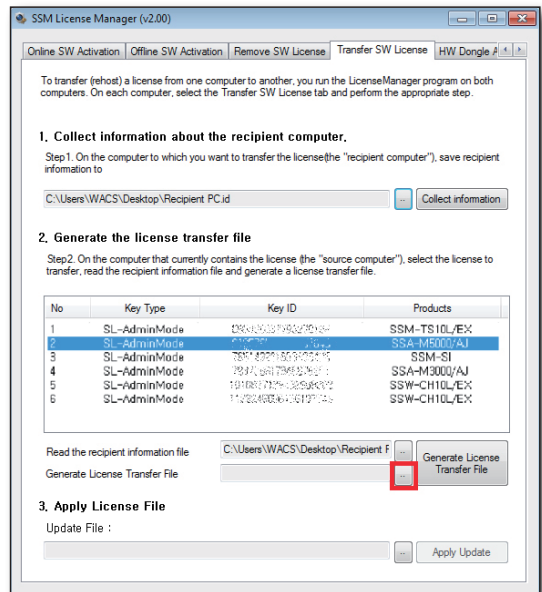 SSM License Manager (v2.00)
Online SW Activation Offline SW Activation Remove SW License Transfer SW License HW Dongle
To transfer (rehost) a license from one computer to another, you run the LicenseManager program on both
computers. On each computer, select the Transfer SW License tab and perfom the appropriate step.
1. Collect information about the recipient computer.
Step1. On the computer to which you want to transfer the license(the "recipient computer"), save recipient
information to
C:\Users\WACS\Desktop\Recipient PC.id ... Collect information
2. Generate the license transfer file
Step2. On the computer that currently contains the license (the "source computer"), select the license to
transfer, read the recipient information file and generate a license transfer file.
No Key Type Key ID Products
1 SL-AdminMode SSM-TS10L/EX
2 SL-AdminMode SSA-M5000/AJ
3 SL-AdminMode SSM-SI
4 SL-AdminMode SSA-M3000/AJ
5 SL-AdminMode SSW-CH10L/EX
6 SL-AdminMode SSW-CH10L/EX
Read the recipient information file C:\Users\WACS\Desktop\Recipient F ...
Generate License Transfer File ...
Generate License
Transfer File
3. Apply License File
Update File :
... Apply Update